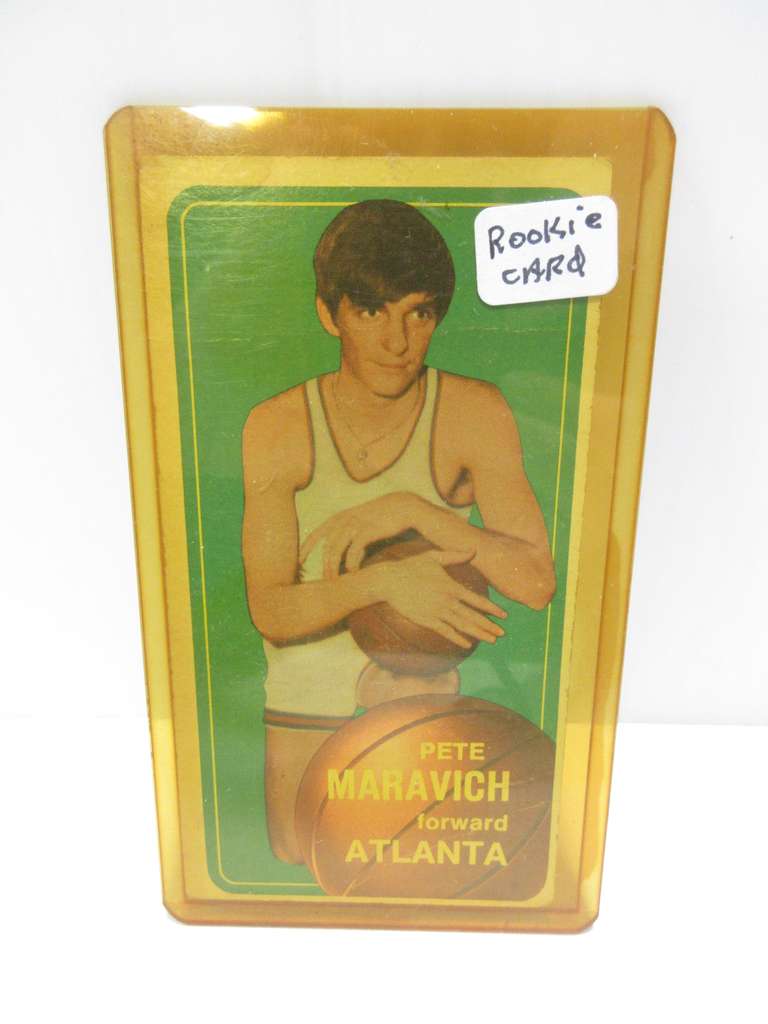 Rookie
CARD
PETE
MARAVICH
forward
ATLANTA